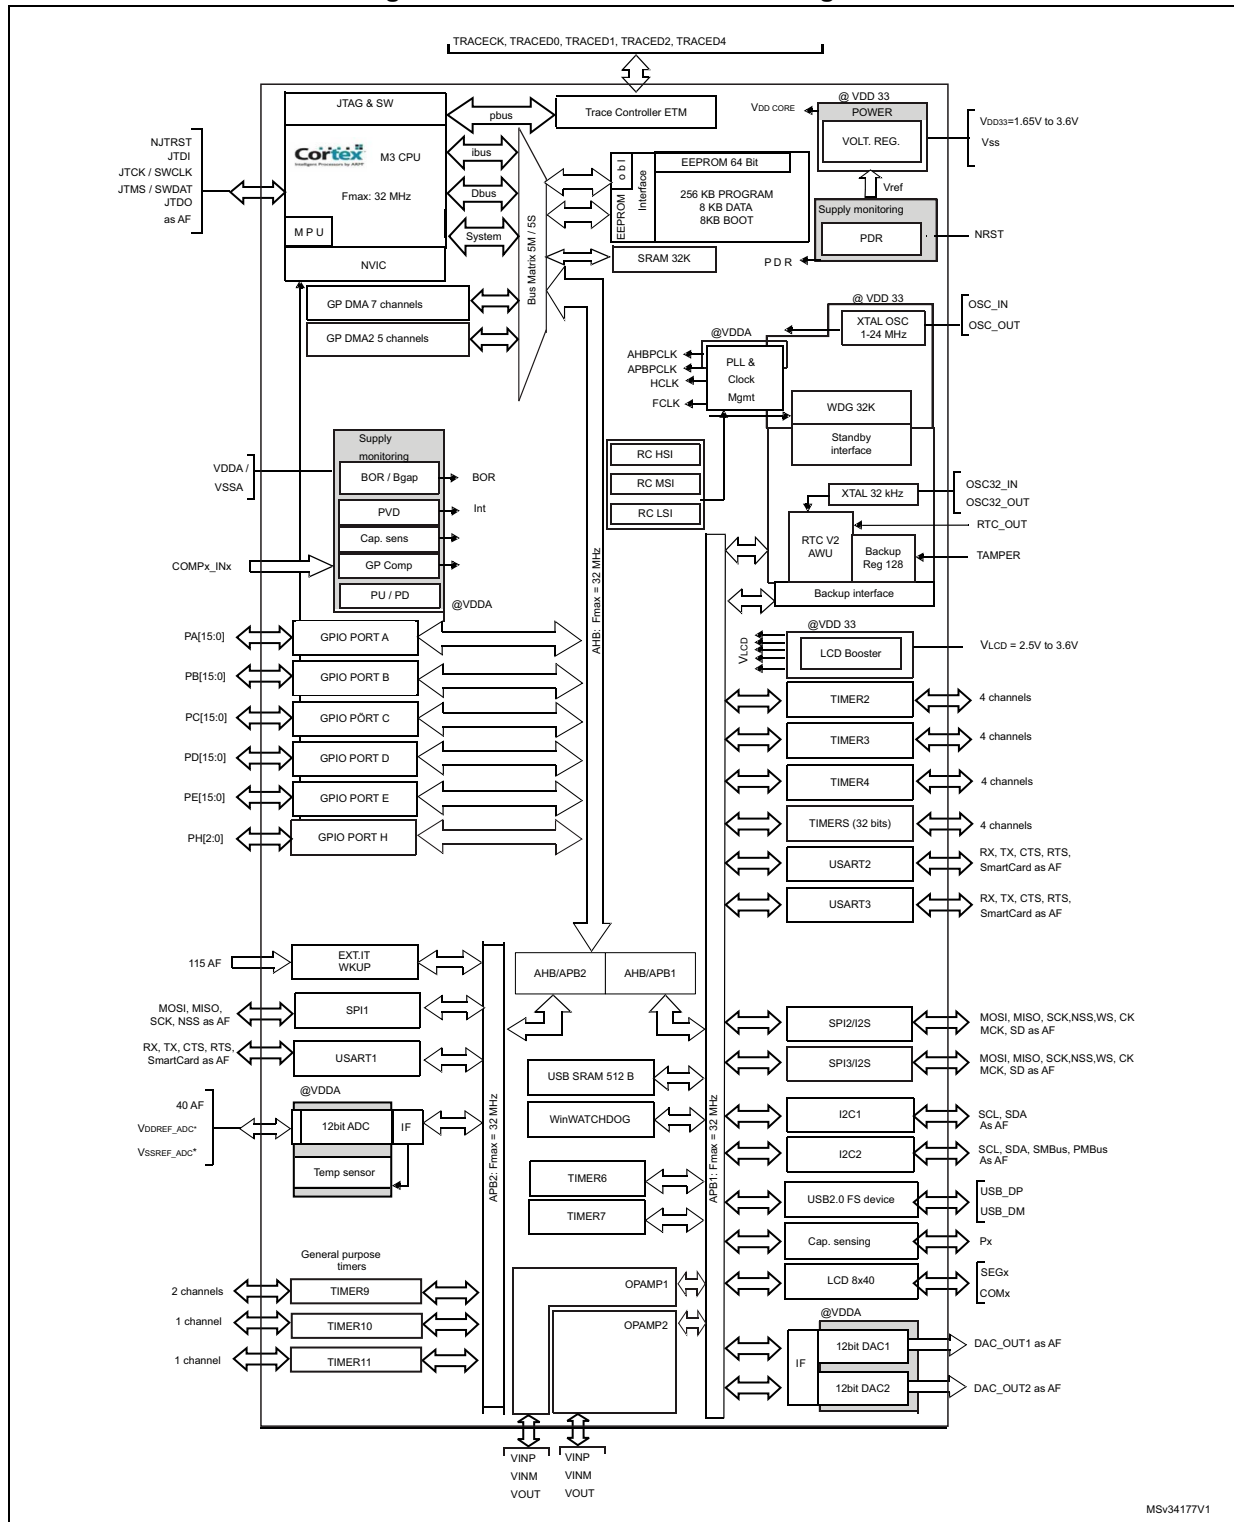 TRACECK, TRACED0, TRACED1, TRACED2, TRACED4
JTAG & SW
pbus
Trace Controller ETM
VDD CORE
@ VDD 33
POWER
VOLT. REG.
VDD33=1.65V to 3.6V
Vss
NJTRST
JTDI
JTCK / SWCLK
JTMS / SWDAT
JTDO
as AF
Cortex
Intelligent Processors by ARM
M3 CPU
Fmax: 32 MHz
M P U
NVIC
ibus
Dbus
System
Bus Matrix 5M / 5S
EEPROM
o b l
Interface
EEPROM 64 Bit
256 KB PROGRAM
8 KB DATA
8KB BOOT
SRAM 32K
Vref
Supply monitoring
PDR
NRST
P D R
GP DMA 7 channels
GP DMA2 5 channels
@ VDD 33
XTAL OSC
1-24 MHz
OSC_IN
OSC_OUT
@VDDA
AHBPCLK
APBPCLK
HCLK
FCLK
PLL &
Clock
Mgmt
WDG 32K
Standby
interface
RC HSI
RC MSI
RC LSI
XTAL 32 kHz
OSC32_IN
OSC32_OUT
RTC V2
AWU
Backup
Reg 128
RTC_OUT
TAMPER
Backup interface
Supply
monitoring
VDDA /
VSSA
BOR / Bgap
BOR
PVD
Int
Cap. sens
GP Comp
COMPx_INx
PU / PD
@VDDA
AHB: Fmax = 32 MHz
@VDD 33
VLCD
LCD Booster
VLCD = 2.5V to 3.6V
PA[15:0]
GPIO PORT A
PB[15:0]
GPIO PORT B
PC[15:0]
GPIO PÖRT C
PD[15:0]
GPIO PORT D
PE[15:0]
GPIO PORT E
PH[2:0]
GPIO PORT H
TIMER2
4 channels
TIMER3
4 channels
TIMER4
4 channels
TIMERS (32 bits)
4 channels
USART2
RX, TX, CTS, RTS,
SmartCard as AF
USART3
RX, TX, CTS, RTS,
SmartCard as AF
115 AF
EXT.IT
WKUP
AHB/APB2
AHB/APB1
MOSI, MISO,
SCK, NSS as AF
SPI1
RX, TX, CTS, RTS,
SmartCard as AF
USART1
@VDDA
40 AF
VDDREF_ADC*
VSSREF_ADC*
12bit ADC
IF
Temp sensor
APB2: Fmax = 32 MHz
USB SRAM 512 B
WinWATCHDOG
TIMER6
TIMER7
APB1: Fmax = 32 MHz
SPI2/I2S
MOSI, MISO, SCK,NSS,WS, CK
MCK, SD as AF
SPI3/I2S
MOSI, MISO, SCK,NSS,WS, CK
MCK, SD as AF
I2C1
SCL, SDA
As AF
I2C2
SCL, SDA, SMBus, PMBus
As AF
USB2.0 FS device
USB_DP
USB_DM
Cap. sensing
Px
LCD 8x40
SEGx
COMx
General purpose
timers
2 channels
TIMER9
1 channel
TIMER10
1 channel
TIMER11
OPAMP1
OPAMP2
@VDDA
IF
12bit DAC1
DAC_OUT1 as AF
12bit DAC2
DAC_OUT2 as AF
VINP
VINM
VOUT
VINP
VINM
VOUT
MSv34177V1